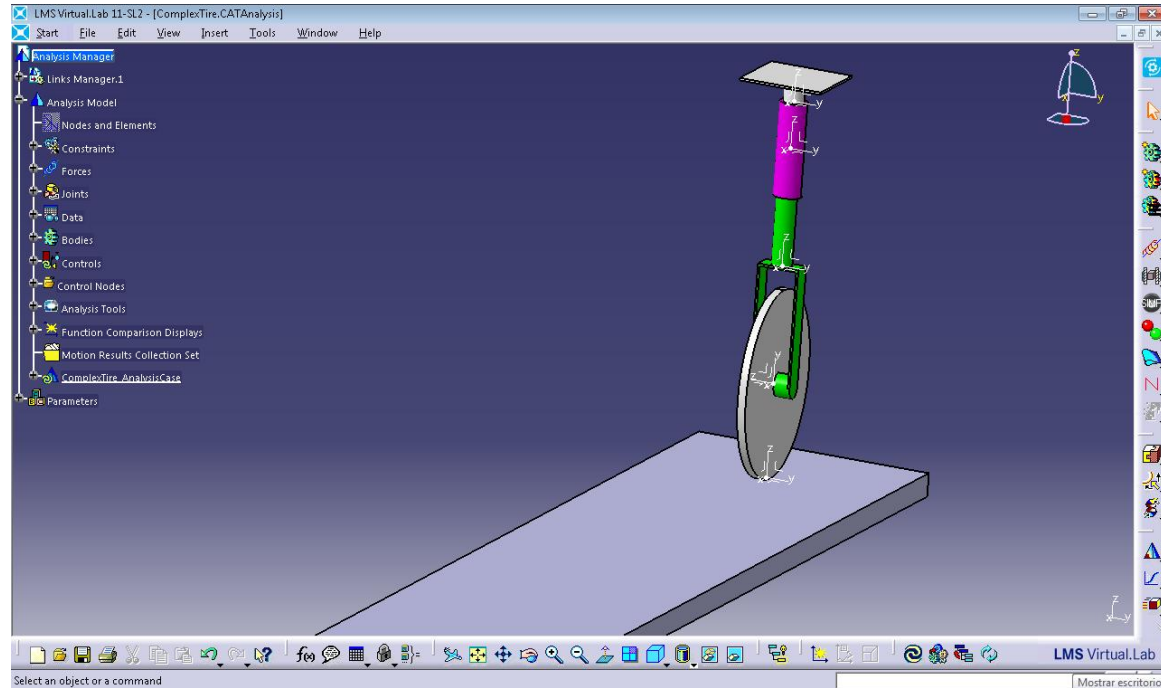 LMS Virtual.Lab 11-SL2 - [ComplexTire.CATAnalysis]
Start File Edit View Insert Tools Window Help
Analysis Manager
Links Manager.1
Analysis Model
Nodes and Elements
Constraints
Forces
Joints
Data
Bodies
Controls
Control Nodes
Analysis Tools
Function Comparison Displays
Motion Results Collection Set
ComplexTire_AnalysisCase
Parameters
z
x y
z
x y
z
x y
z
x y
y
z x
z
x y
z
x y
f(x)
LMS Virtual.Lab
Select an object or a command
Mostrar escritorio